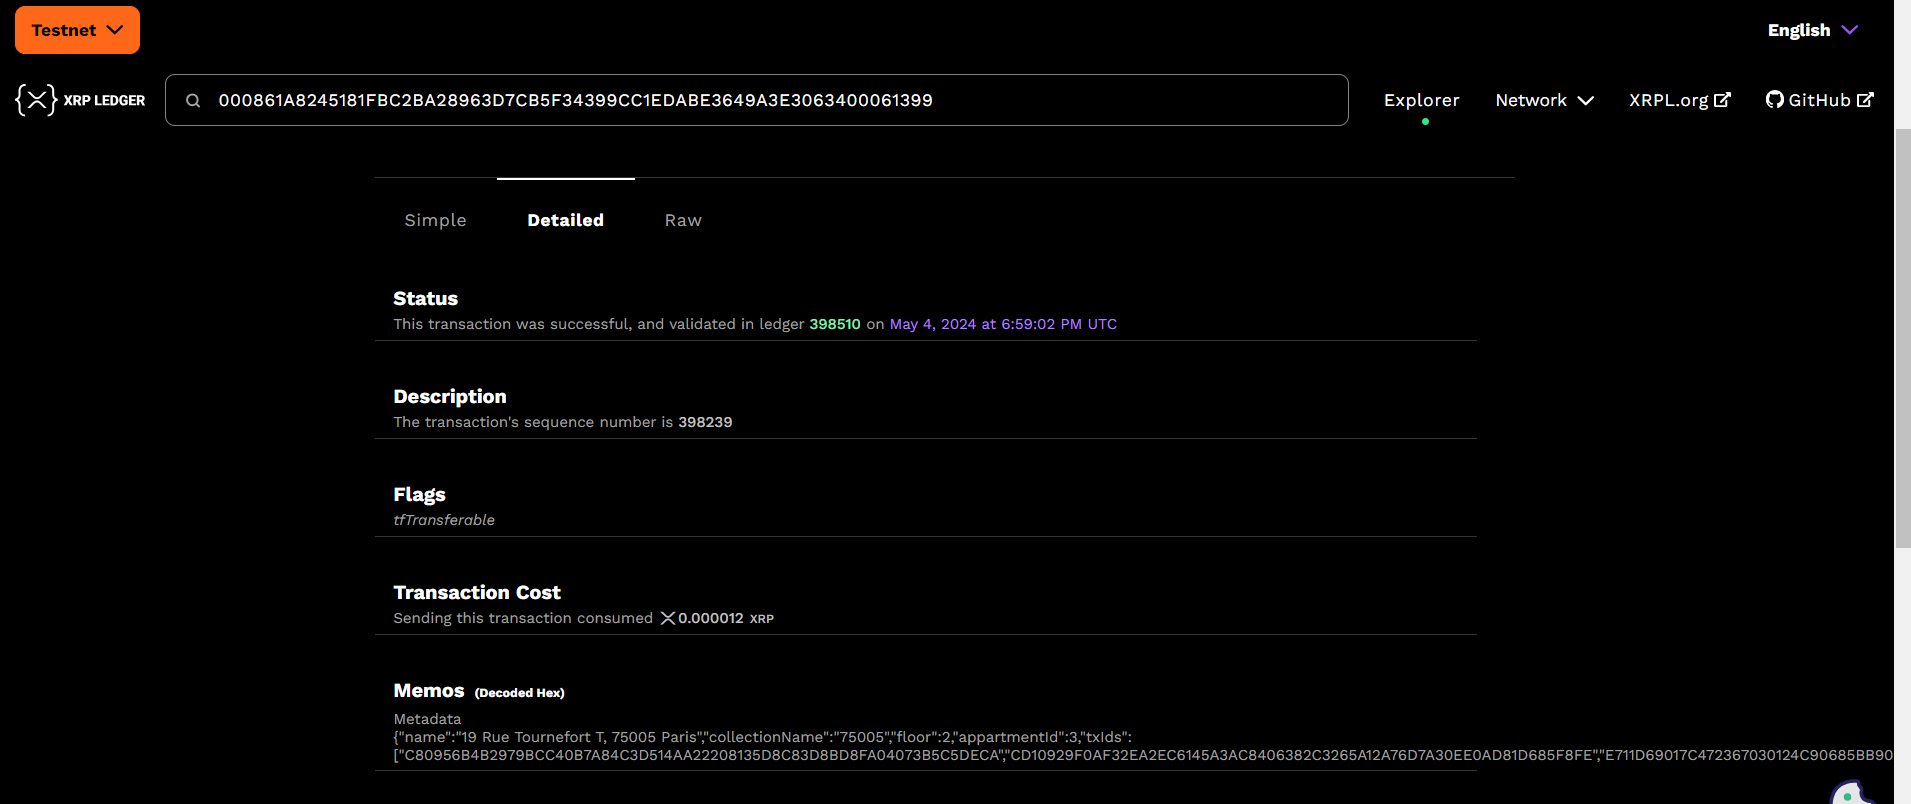 Testnet
English
XRP LEDGER
000861A8245181FBC2BA28963D7CB5F34399CC1EDABE3649A3E3063400061399
Explorer
Network
XRPL.org
GitHub
Simple
Detailed
Raw
Status
This transaction was successful, and validated in ledger 398510 on May 4, 2024 at 6:59:02 PM UTC
Description
The transaction's sequence number is 398239
Flags
tfTransferable
Transaction Cost
Sending this transaction consumed 0.000012 XRP
Memos (Decoded Hex)
Metadata
{"name":"19 Rue Tournefort T, 75005 Paris","collectionName":"75005","floor":2,"appartmentId":3,"txIds":
["C80956B4B2979BCC40B7A84C3D514AA22208135D8C83D8BD8FA04073B5C5DECA","CD10929F0AF32EA2EC6145A3AC8406382C3265A12A76D7A30EE0AD81D685F8FE","E711D69017C472367030124C90685BB90